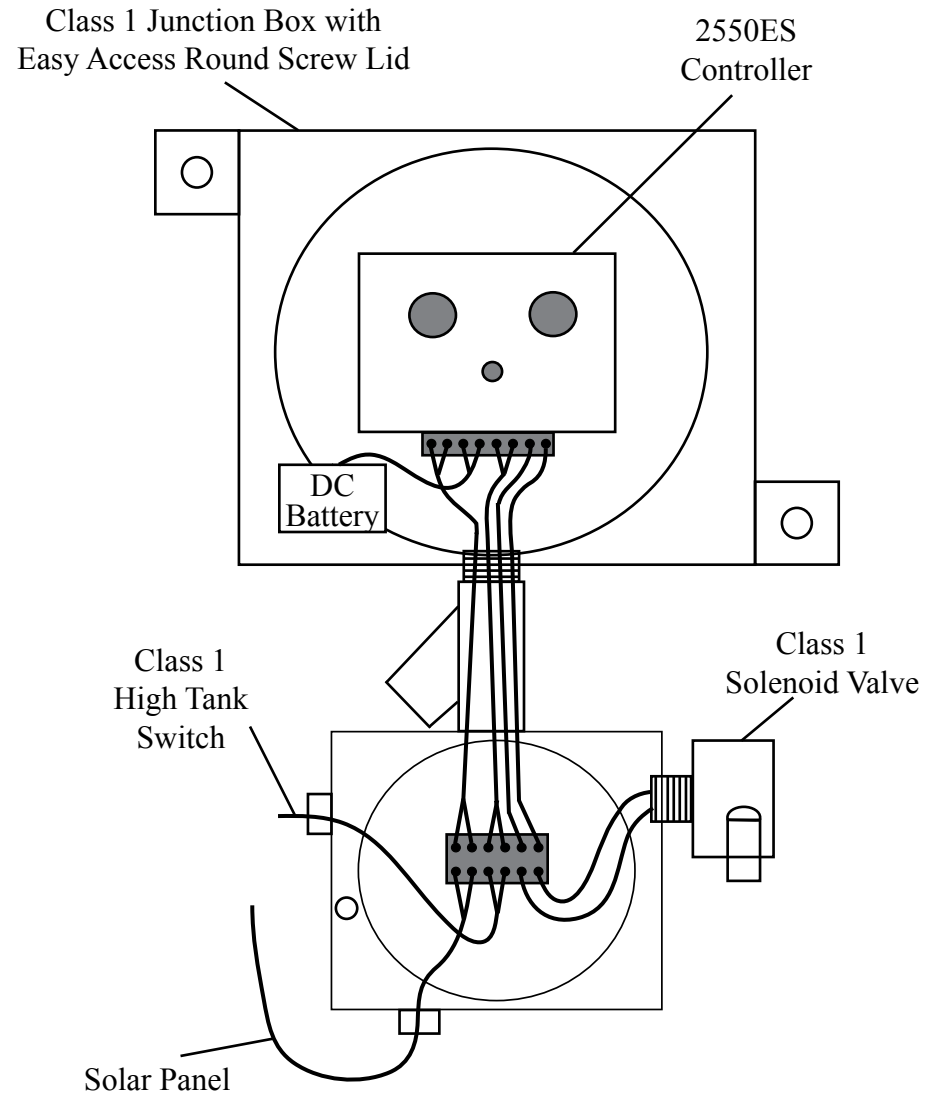 Class 1 Junction Box with
Easy Access Round Screw Lid
2550ES
Controller
DC
Battery
Class 1
High Tank
Switch
Class 1
Solenoid Valve
Solar Panel